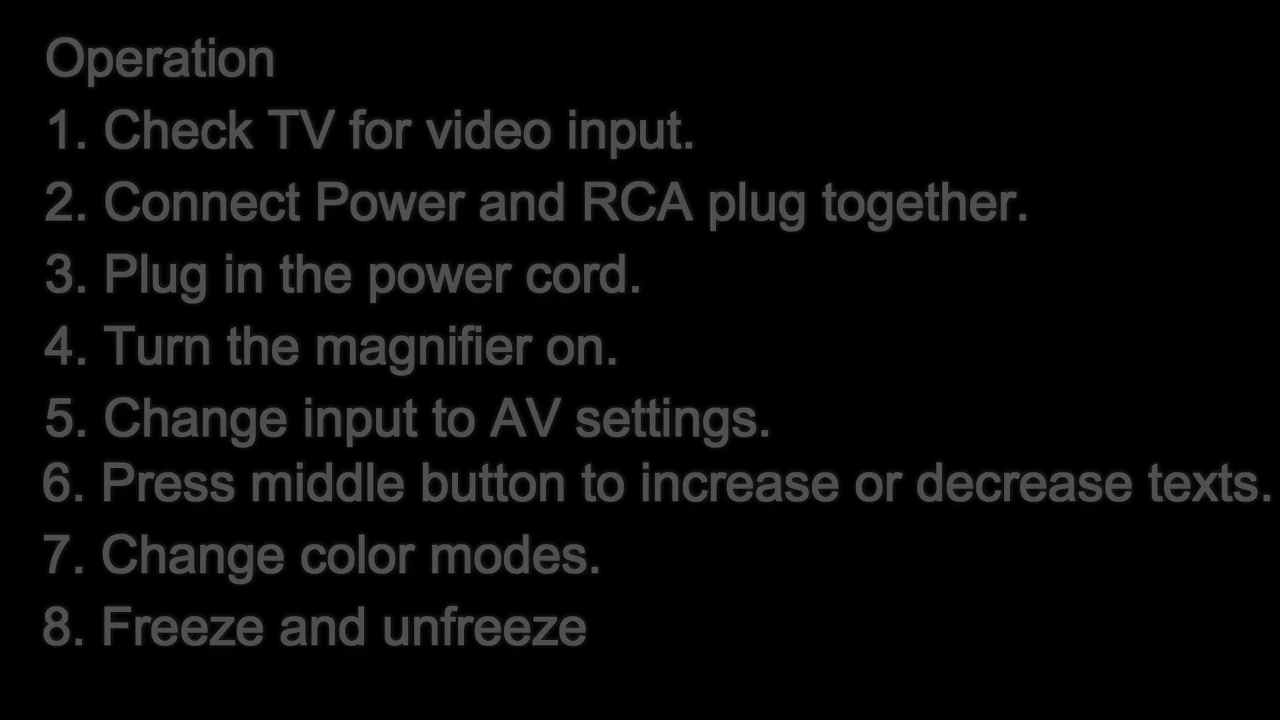 Operation
1. Check TV for video input.
2. Connect Power and RCA plug together.
3. Plug in the power cord.
4. Turn the magnifier on.
5. Change input to AV settings.
6. Press middle button to increase or decrease texts.
7. Change color modes.
8. Freeze and unfreeze